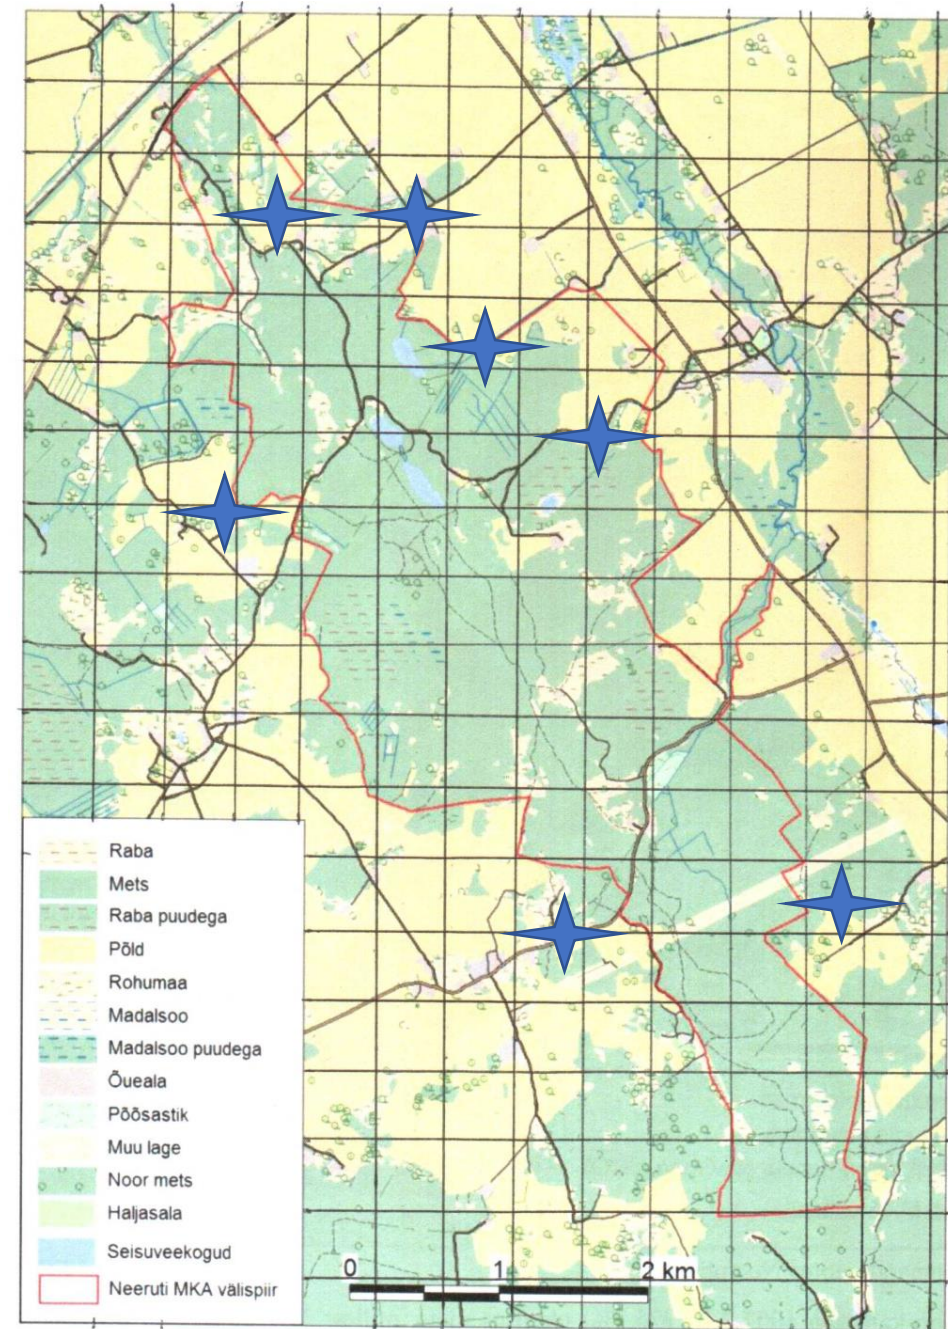 Raba
Mets
Raba puudega
Põld
Rohumaa
Madalsoo
Madalsoo puudega
Õueala
Põõsastik
Muu lage
Noor mets
Haljasala
Seisuveekogud
Neeruti MKA välispiir
0 1 2 km